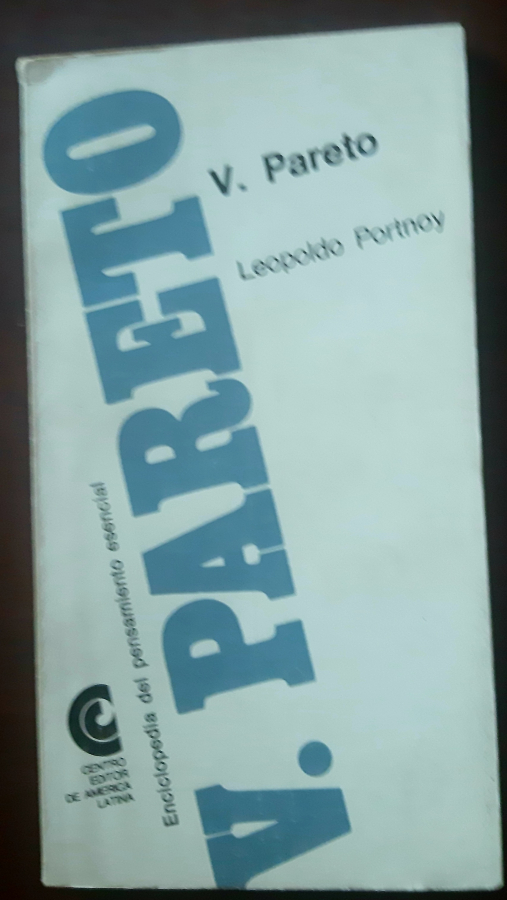 V. Pareto
Leopoldo Portnoy
V. PARETO
Enciclopedia del pensamiento esencial
CENTRO
EDITOR
DE AMERICA
LATINA